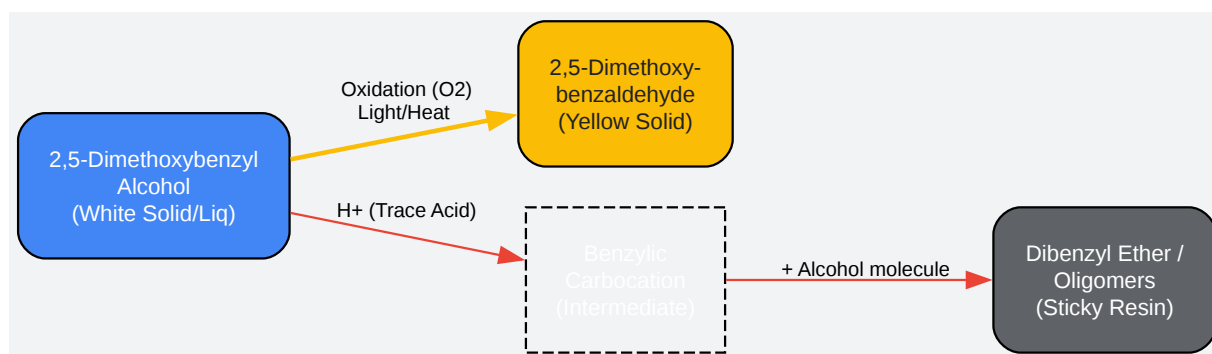 2,5-Dimethoxybenzyl
Alcohol
(White Solid/Liq)
Oxidation (O2)
Light/Heat
2,5-Dimethoxy-
benzaldehyde
(Yellow Solid)
H+ (Trace Acid)
Benzylic
Carbocation
(Intermediate)
+ Alcohol molecule
Dibenzyl Ether /
Oligomers
(Sticky Resin)